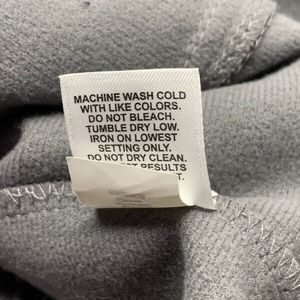 MACHINE WASH COLD
WITH LIKE COLORS.
DO NOT BLEACH.
TUMBLE DRY LOW.
IRON ON LOWEST
SETTING ONLY.
DO NOT DRY CLEAN.
RESULTS